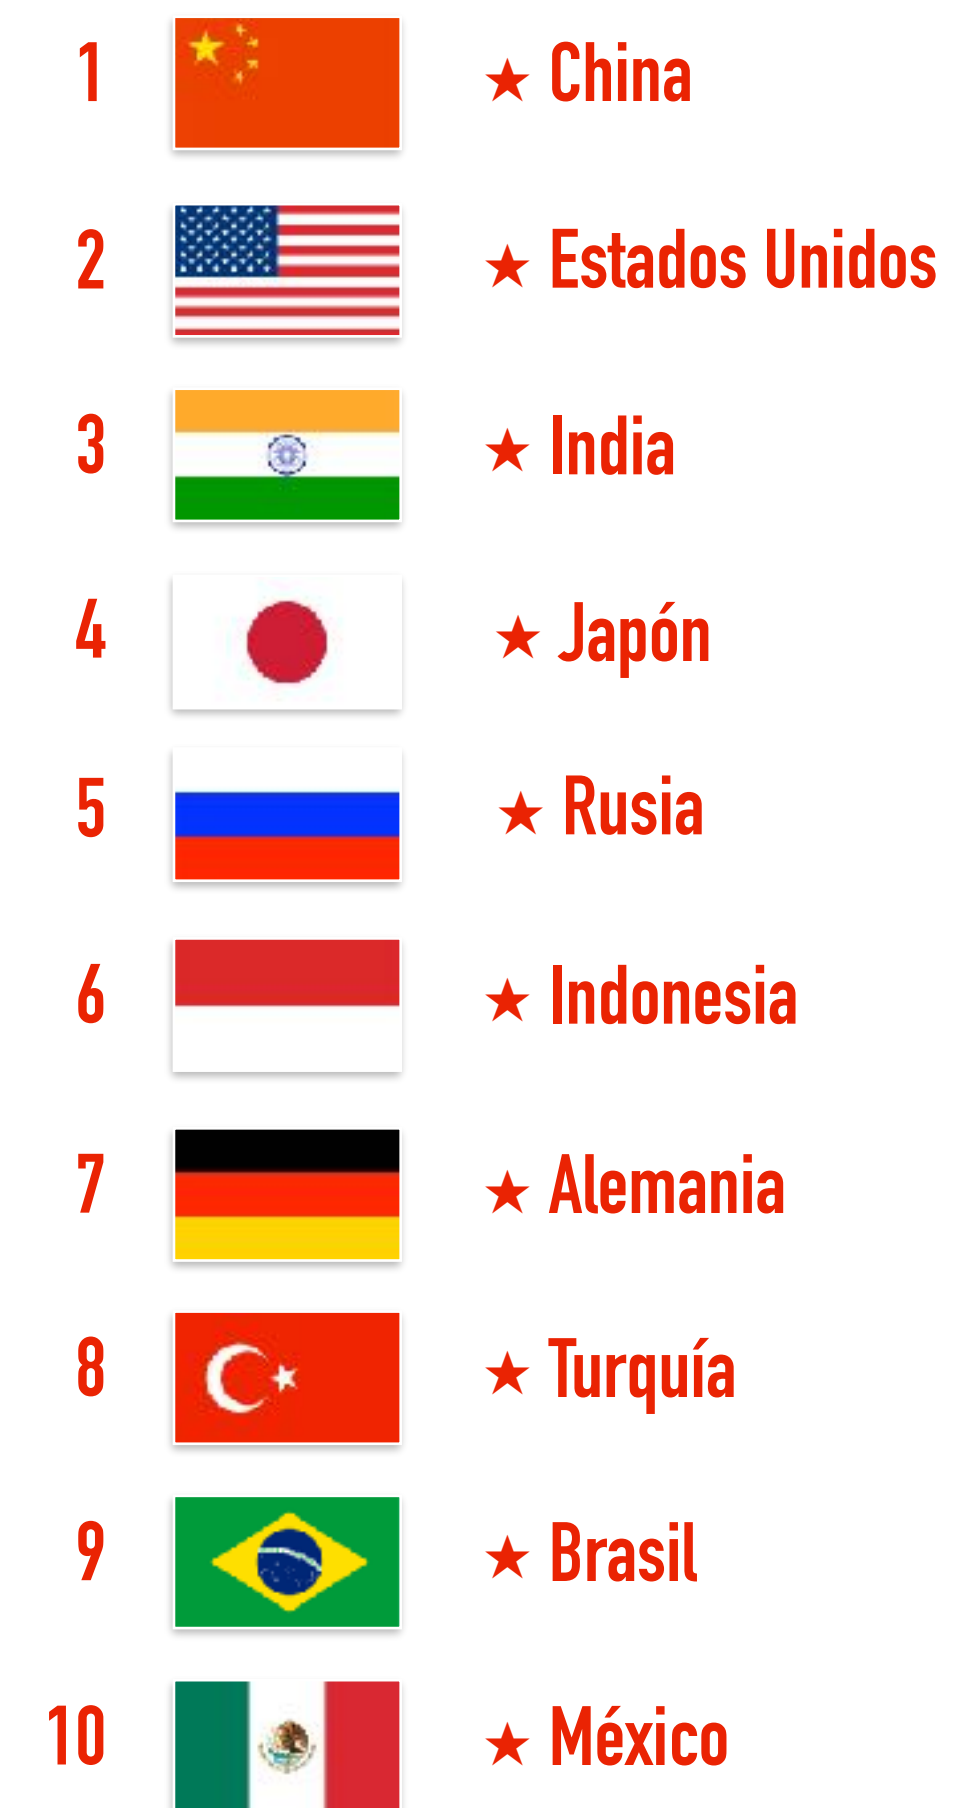 1 ★ China
2 ★ Estados Unidos
3 ★ India
4 ★ Japón
5 ★ Rusia
6 ★ Indonesia
7 ★ Alemania
8 ★ Turquía
9 ★ Brasil
10 ★ México